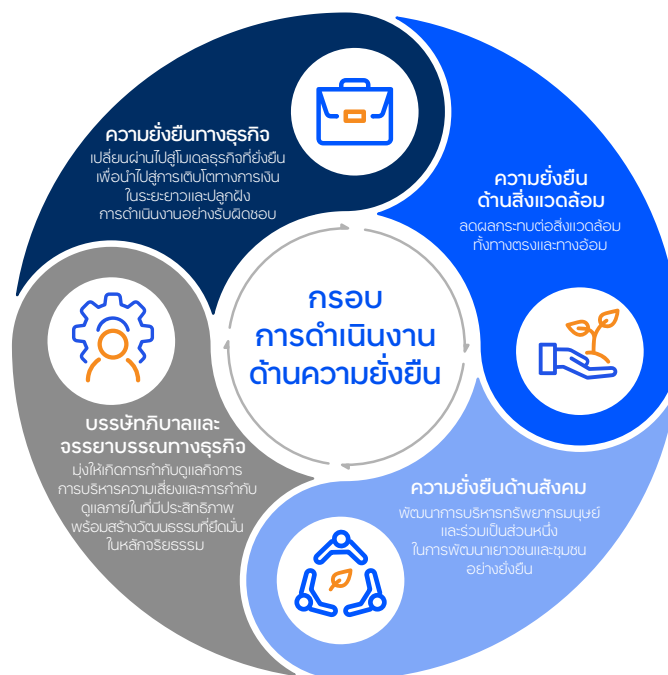 ความยั่งยืนทางธุรกิจ
เปลี่ยนผ่านไปสู่โมเดลธุรกิจที่ยั่งยืน
เพื่อนำไปสู่การเติบโตทางการเงิน
ในระยะยาวและปลูกฝัง
การดำเนินงานอย่างรับผิดชอบ
ความยั่งยืน
ด้านสิ่งแวดล้อม
ลดผลกระทบต่อสิ่งแวดล้อม
ทั้งทางตรงและทางอ้อม
กรอบ
การดำเนินงาน
ด้านความยั่งยืน
บรรษัทภิบาลและ
จรรยาบรรณทางธุรกิจ
มุ่งให้เกิดการกำกับดูแลกิจการ
การบริหารความเสี่ยงและการกำกับ
ดูแลภายในที่มีประสิทธิภาพ
พร้อมสร้างวัฒนธรรมที่ยึดมั่น
ในหลักจริยธรรม
ความยั่งยืนด้านสังคม
พัฒนาการบริหารทรัพยากรมนุษย์
และร่วมเป็นส่วนหนึ่ง
ในการพัฒนาเยาวชนและชุมชน
อย่างยั่งยืน